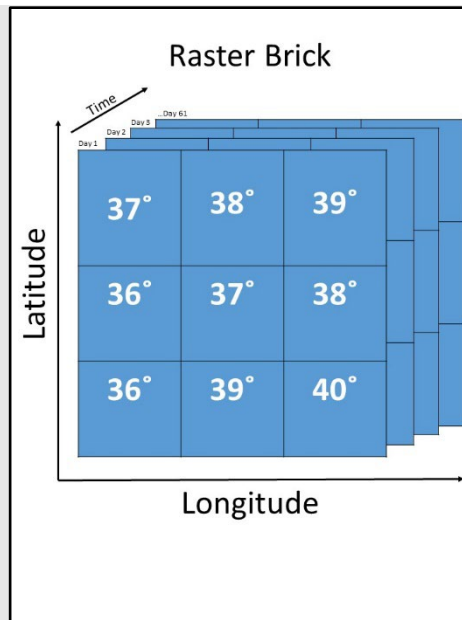 Raster Brick
Time
...Day 61
Day 3
Day 2
Day 1
37° 38° 39°
36° 37° 38°
36° 39° 40°
Latitude
Longitude